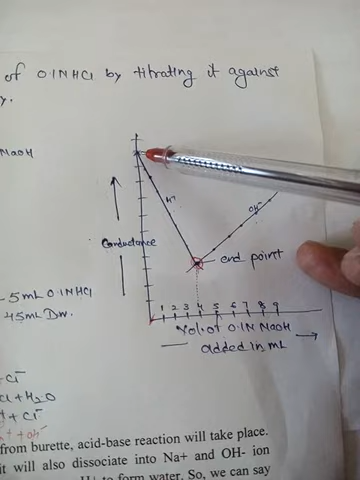 of 0.1N HCl by titrating it against
y.
NaOH
H⁺
OH⁻
Conductance
end point
- 5mL 0.1N HCl
45mL Dw.
1 2 3 4 5 6 7 8 9
Vol. of 0.1N NaOH
added in mL
Cl⁻
Cl + H₂O
+ Cl⁻
+ OH⁻
from burette, acid-base reaction will take place.
it will also dissociate into Na+ and OH- ion
H+ to form water. So, we can say